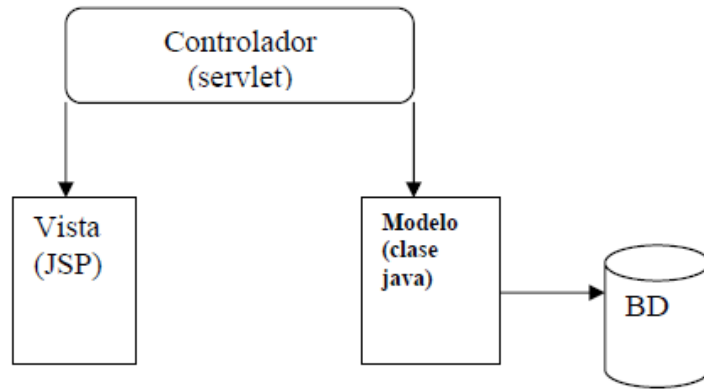 Controlador
(servlet)
Vista
(JSP)
Modelo
(clase
java)
BD